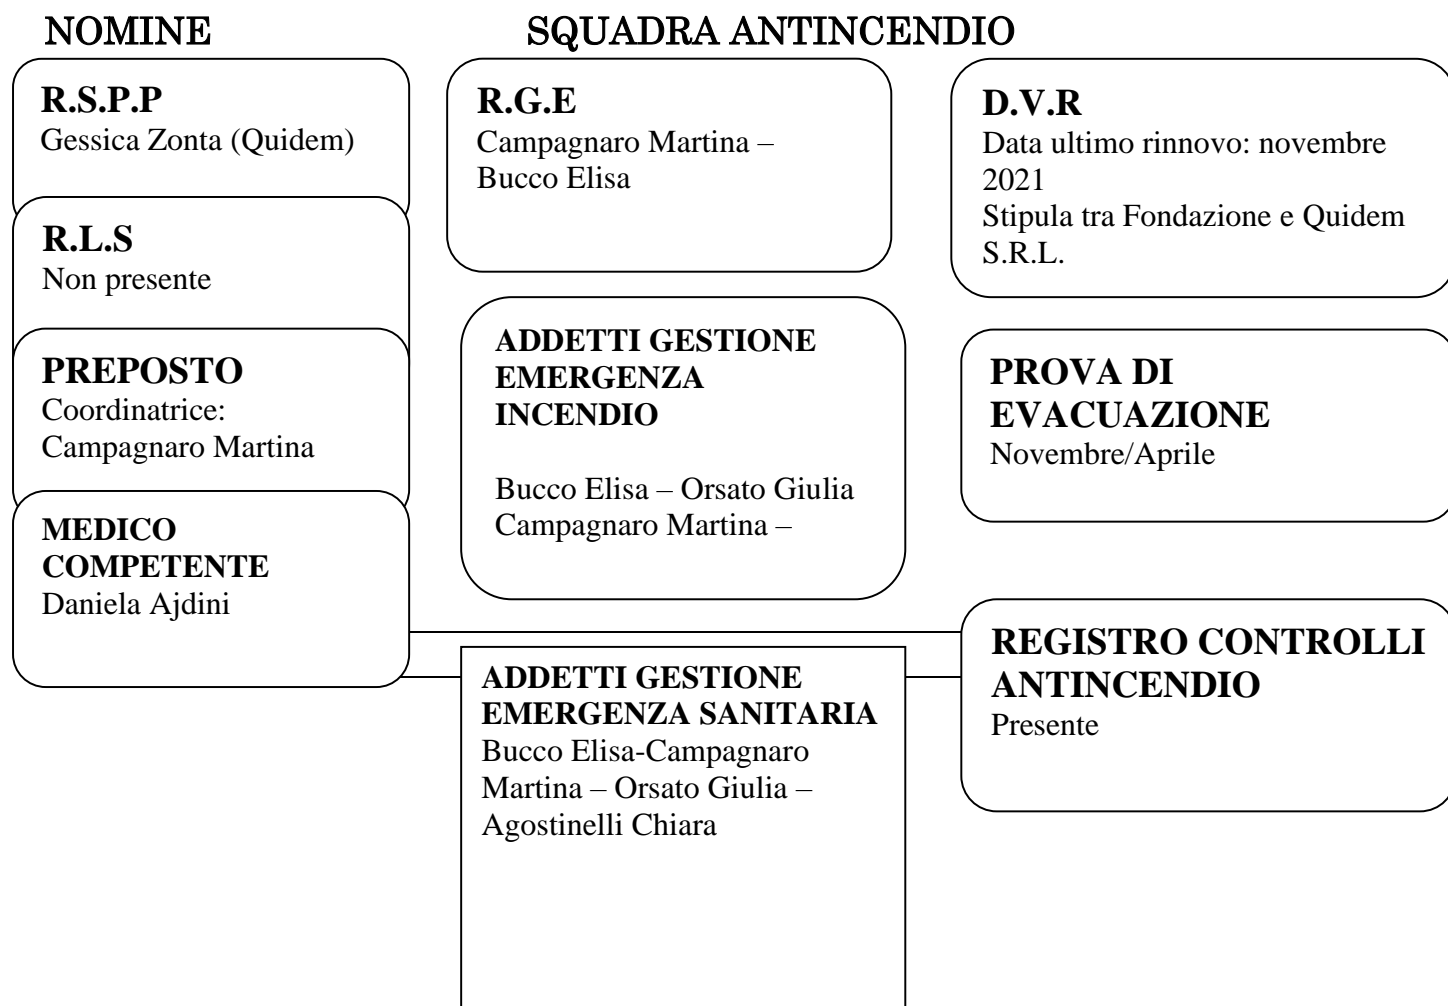 NOMINE
SQUADRA ANTINCENDIO
R.S.P.P
Gessica Zonta (Quidem)
R.L.S
Non presente
PREPOSTO
Coordinatrice:
Campagnaro Martina
MEDICO
COMPETENTE
Daniela Ajdini
R.G.E
Campagnaro Martina –
Bucco Elisa
ADDETTI GESTIONE
EMERGENZA
INCENDIO
Bucco Elisa – Orsato Giulia
Campagnaro Martina –
ADDETTI GESTIONE
EMERGENZA SANITARIA
Bucco Elisa-Campagnaro
Martina – Orsato Giulia –
Agostinelli Chiara
D.V.R
Data ultimo rinnovo: novembre
2021
Stipula tra Fondazione e Quidem
S.R.L.
PROVA DI
EVACUAZIONE
Novembre/Aprile
REGISTRO CONTROLLI
ANTINCENDIO
Presente